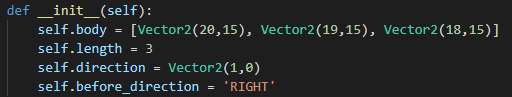 def __init__(self):
    self.body = [Vector2(20,15), Vector2(19,15), Vector2(18,15)]
    self.length = 3
    self.direction = Vector2(1,0)
    self.before_direction = 'RIGHT'